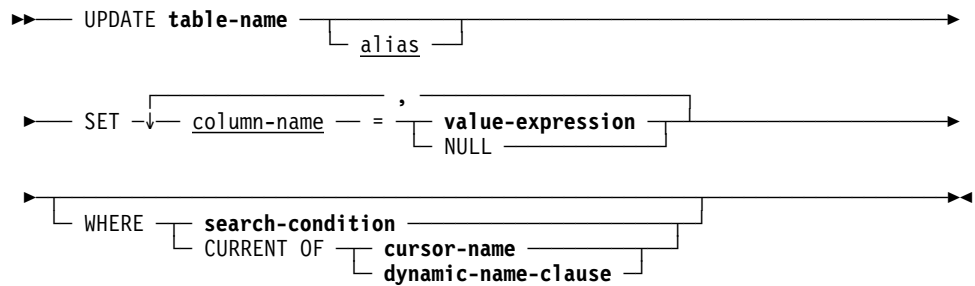 UPDATE table-name
alias
,
SET column-name = value-expression
NULL
WHERE search-condition
CURRENT OF cursor-name
dynamic-name-clause